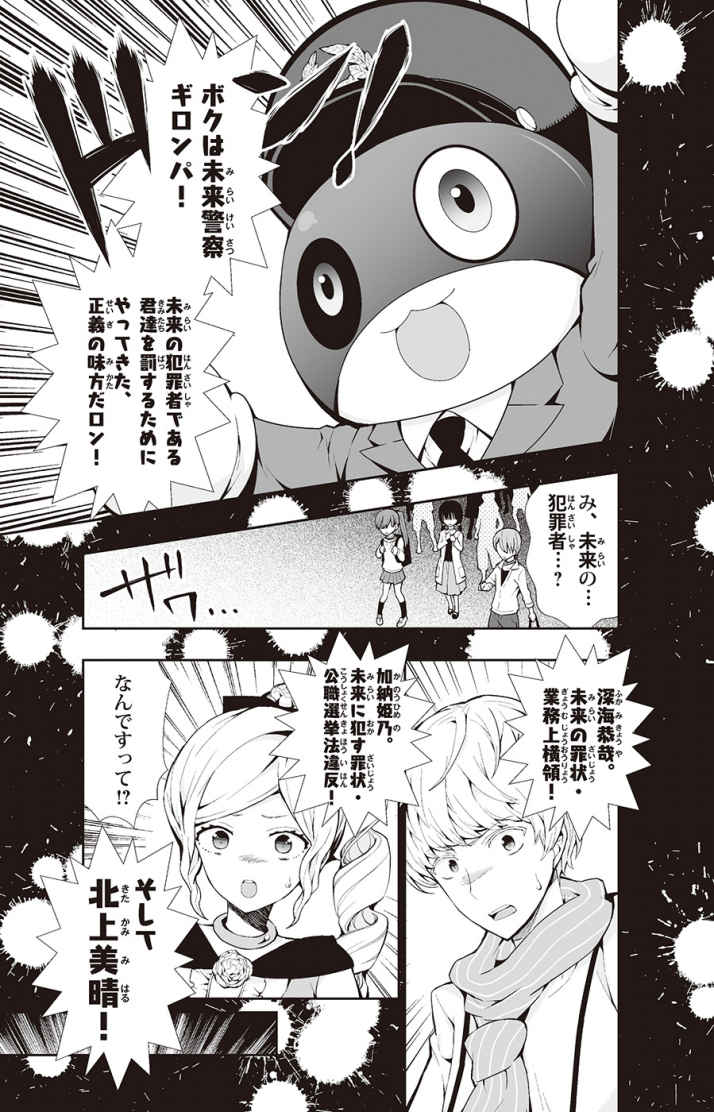 ボクは未来警察
ギロンパ！
ドドン
未来の犯罪者である
君達を罰するために
やってきた、
正義の味方だロン！
み、未来の…
犯罪者…？
ザワ…
深海恭哉。
未来の罪状・
業務上横領！
加納姫乃。
未来に犯す罪状・
公職選挙法違反！
なんですって！？
そして
北上美晴！